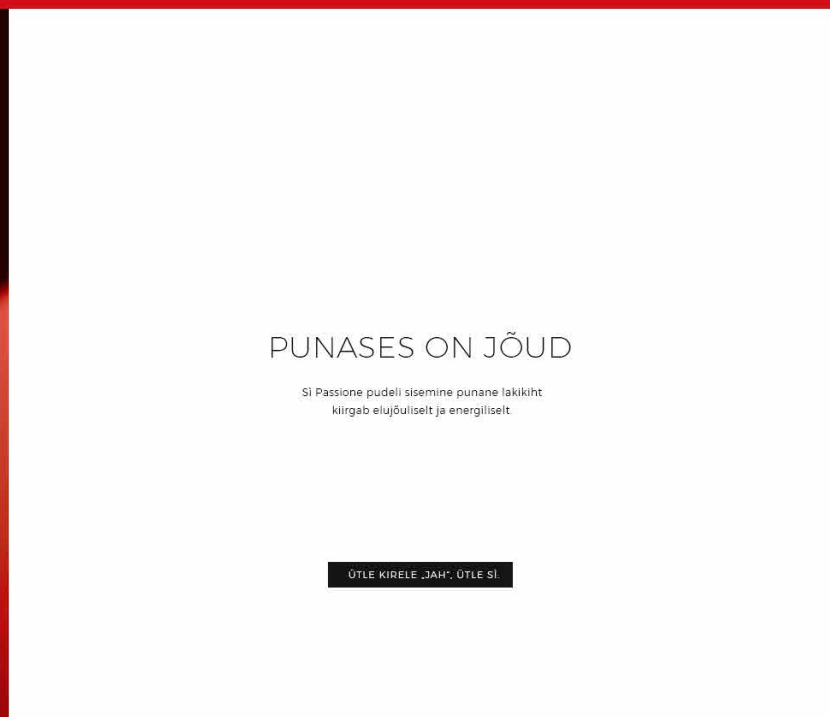 PUNASES ON JÕUD
Sì Passione pudeli sisemine punane lakikiht
kiirgab elujõuliselt ja energiliselt
ÜTLE KIRELE „JAH“, ÜTLE SÌ.